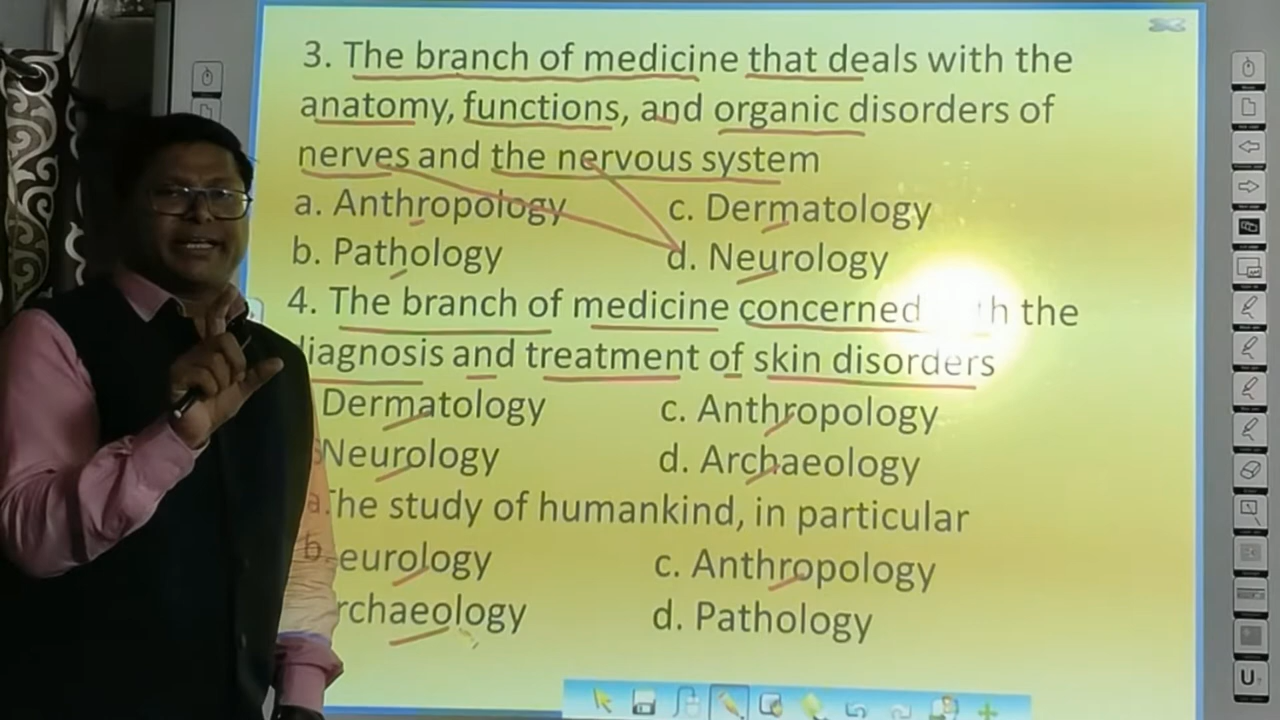 3. The branch of medicine that deals with the
anatomy, functions, and organic disorders of
nerves and the nervous system
a. Anthropology c. Dermatology
b. Pathology d. Neurology
4. The branch of medicine concerned the
iagnosis and treatment of skin disorders
Dermatology c. Anthropology
Neurology d. Archaeology
a. The study of humankind, in particular
b. eurology c. Anthropology
rchaeology d. Pathology
U